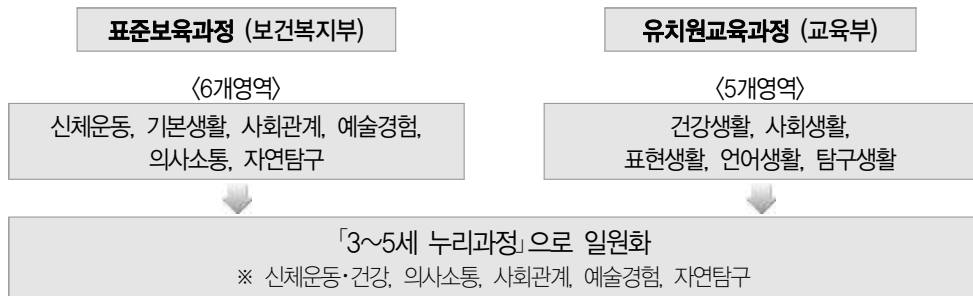 표준보육과정 (보건복지부)
유치원교육과정 (교육부)
〈6개영역〉
신체운동, 기본생활, 사회관계, 예술경험,
의사소통, 자연탐구
〈5개영역〉
건강생활, 사회생활,
표현생활, 언어생활, 탐구생활
「3~5세 누리과정」으로 일원화
※ 신체운동·건강, 의사소통, 사회관계, 예술경험, 자연탐구